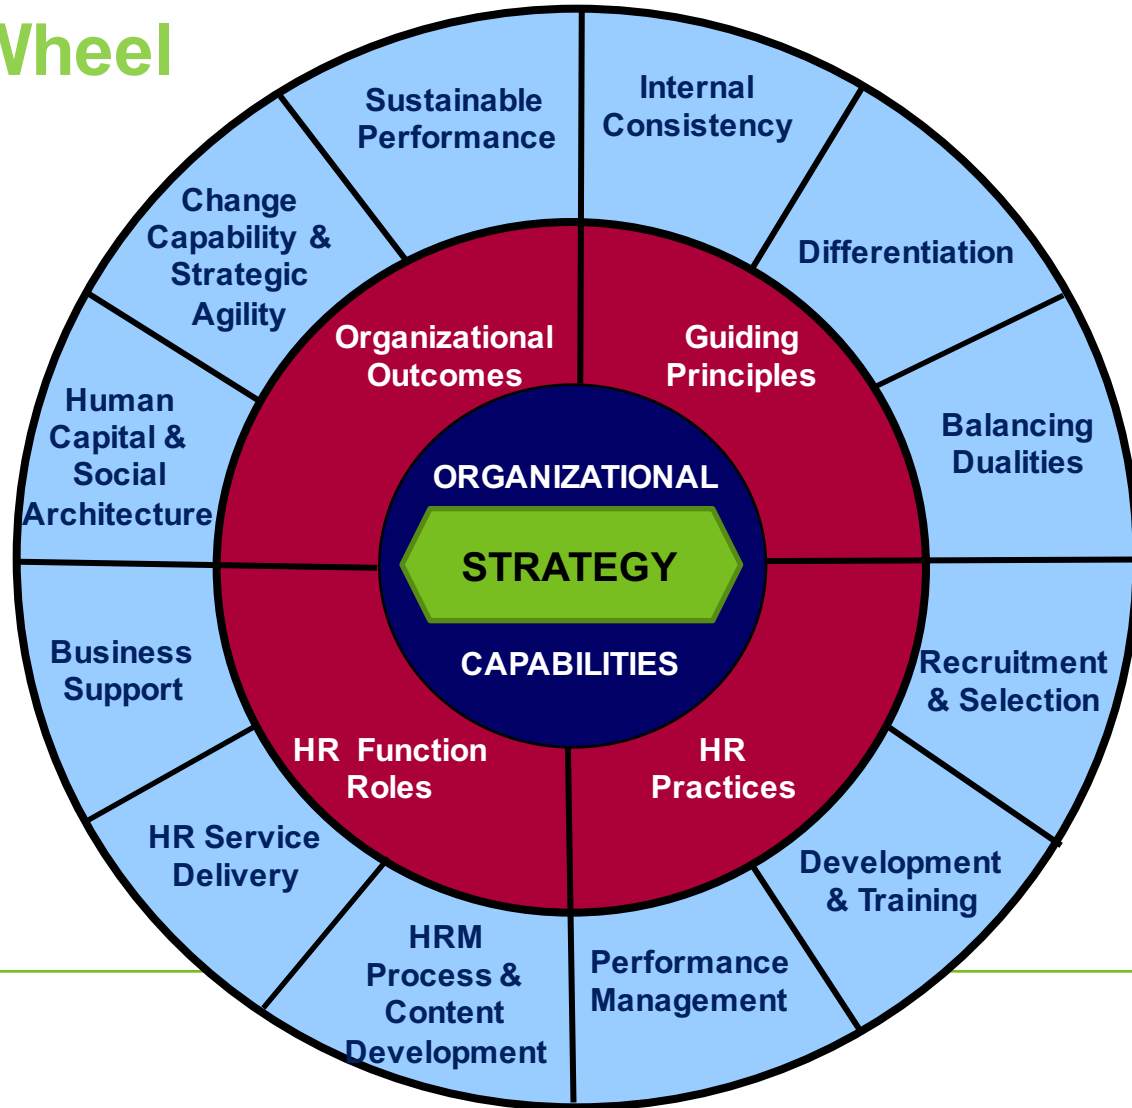 Wheel
Sustainable
Performance
Internal
Consistency
Change
Capability &
Strategic
Agility
Differentiation
Organizational
Outcomes
Guiding
Principles
Human
Capital &
Social
Architecture
Balancing
Dualities
ORGANIZATIONAL
STRATEGY
CAPABILITIES
Business
Support
Recruitment
& Selection
HR Function
Roles
HR
Practices
HR Service
Delivery
Development
& Training
HRM
Process &
Content
Development
Performance
Management